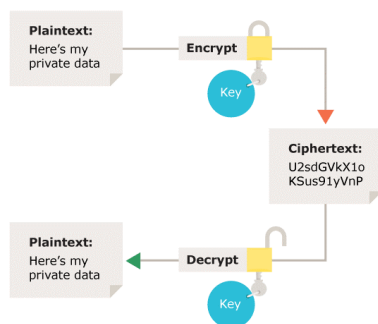 Plaintext:
Here's my
private data
Encrypt
Key
Ciphertext:
U2sdGVkX1o
KSus91yVnP
Plaintext:
Here's my
private data
Decrypt
Key